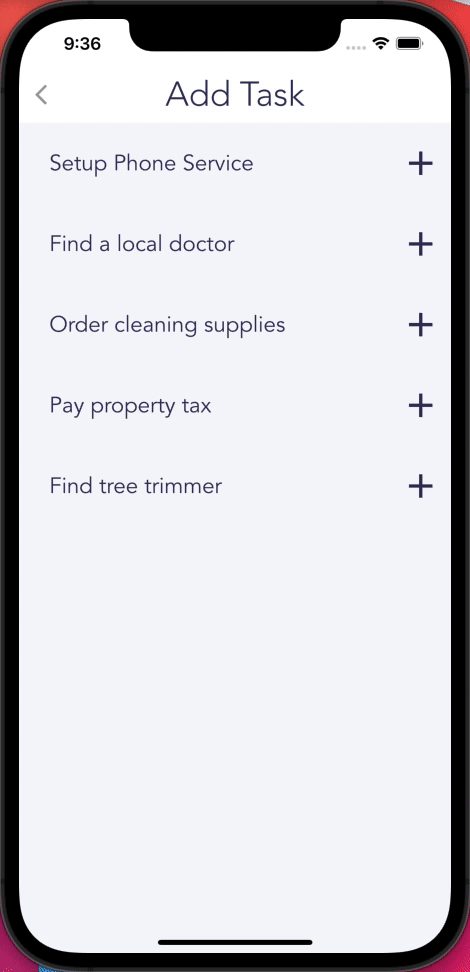 9:36
Add Task
Setup Phone Service
Find a local doctor
Order cleaning supplies
Pay property tax
Find tree trimmer